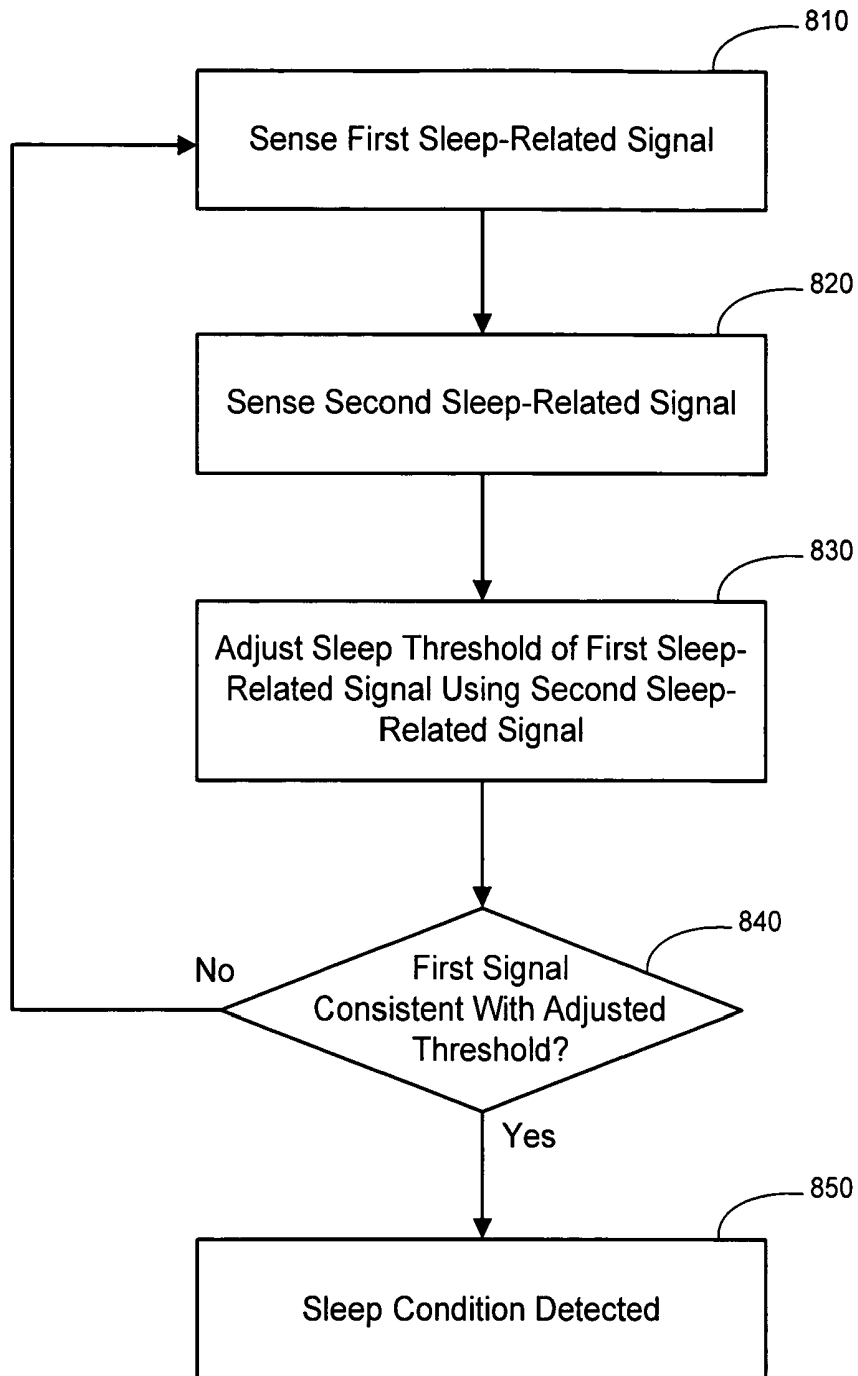 810
Sense First Sleep-Related Signal
820
Sense Second Sleep-Related Signal
830
Adjust Sleep Threshold of First Sleep-
Related Signal Using Second Sleep-
Related Signal
840
No
First Signal
Consistent With Adjusted
Threshold?
Yes
850
Sleep Condition Detected